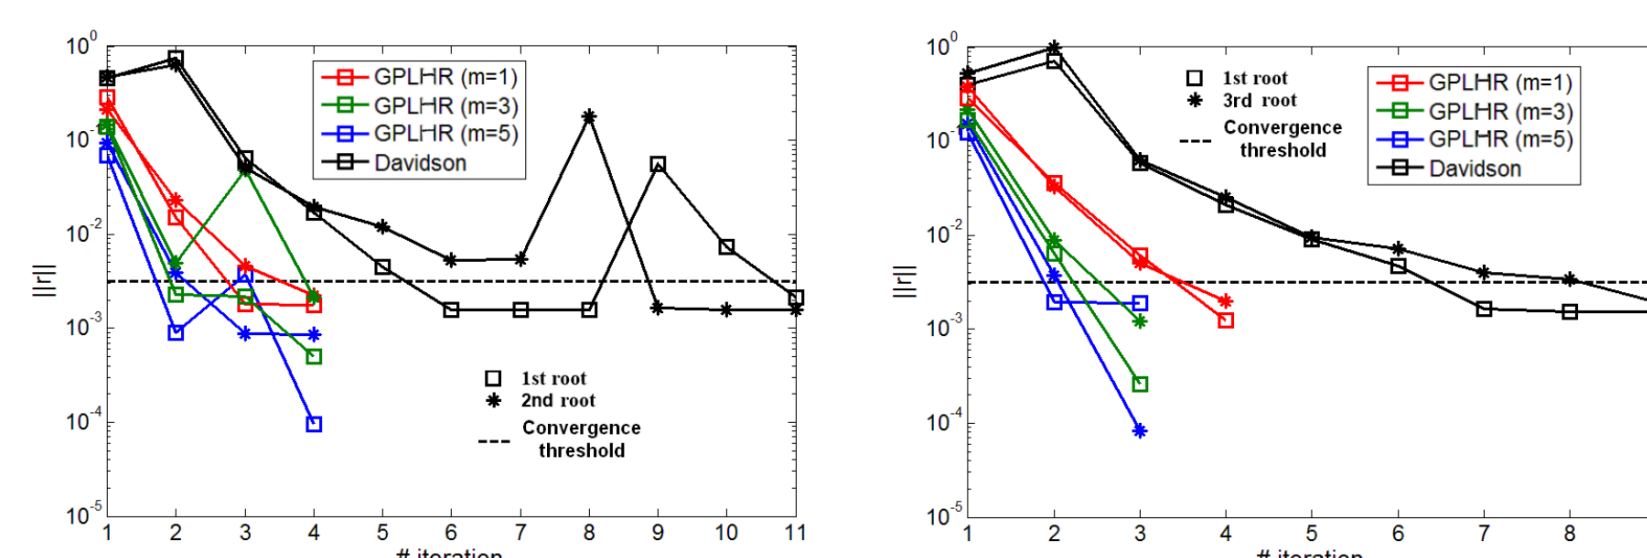 10^0
10^-1
10^-2
10^-3
10^-4
10^-5
||r||
GPLHR (m=1)
GPLHR (m=3)
GPLHR (m=5)
Davidson
1st root
2nd root
Convergence
threshold
1 2 3 4 5 6 7 8 9 10 11
# iteration
10^0
10^-1
10^-2
10^-3
10^-4
10^-5
||r||
1st root
3rd root
Convergence
threshold
GPLHR (m=1)
GPLHR (m=3)
GPLHR (m=5)
Davidson
1 2 3 4 5 6 7 8
# iteration